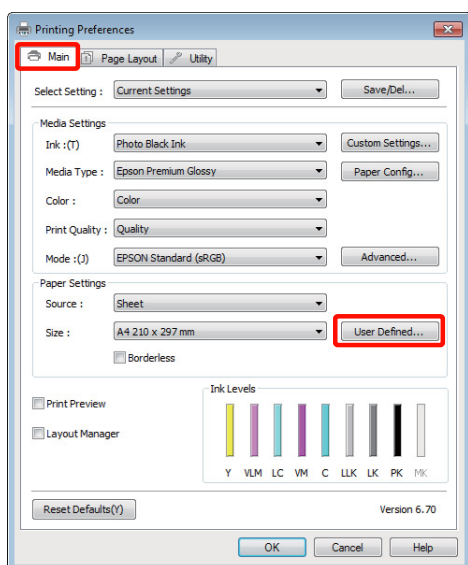 Printing Preferences
Main Page Layout Utility
Select Setting : Current Settings Save/Del...
Media Settings
Ink :(T) Photo Black Ink Custom Settings...
Media Type : Epson Premium Glossy Paper Config...
Color : Color
Print Quality : Quality
Mode :(J) EPSON Standard (sRGB) Advanced...
Paper Settings
Source : Sheet
Size : A4 210 x 297 mm User Defined...
Borderless
Ink Levels
Print Preview
Layout Manager
Y VLM LC VM C LLK LK PK MK
Reset Defaults(Y) Version 6.70
OK Cancel Help